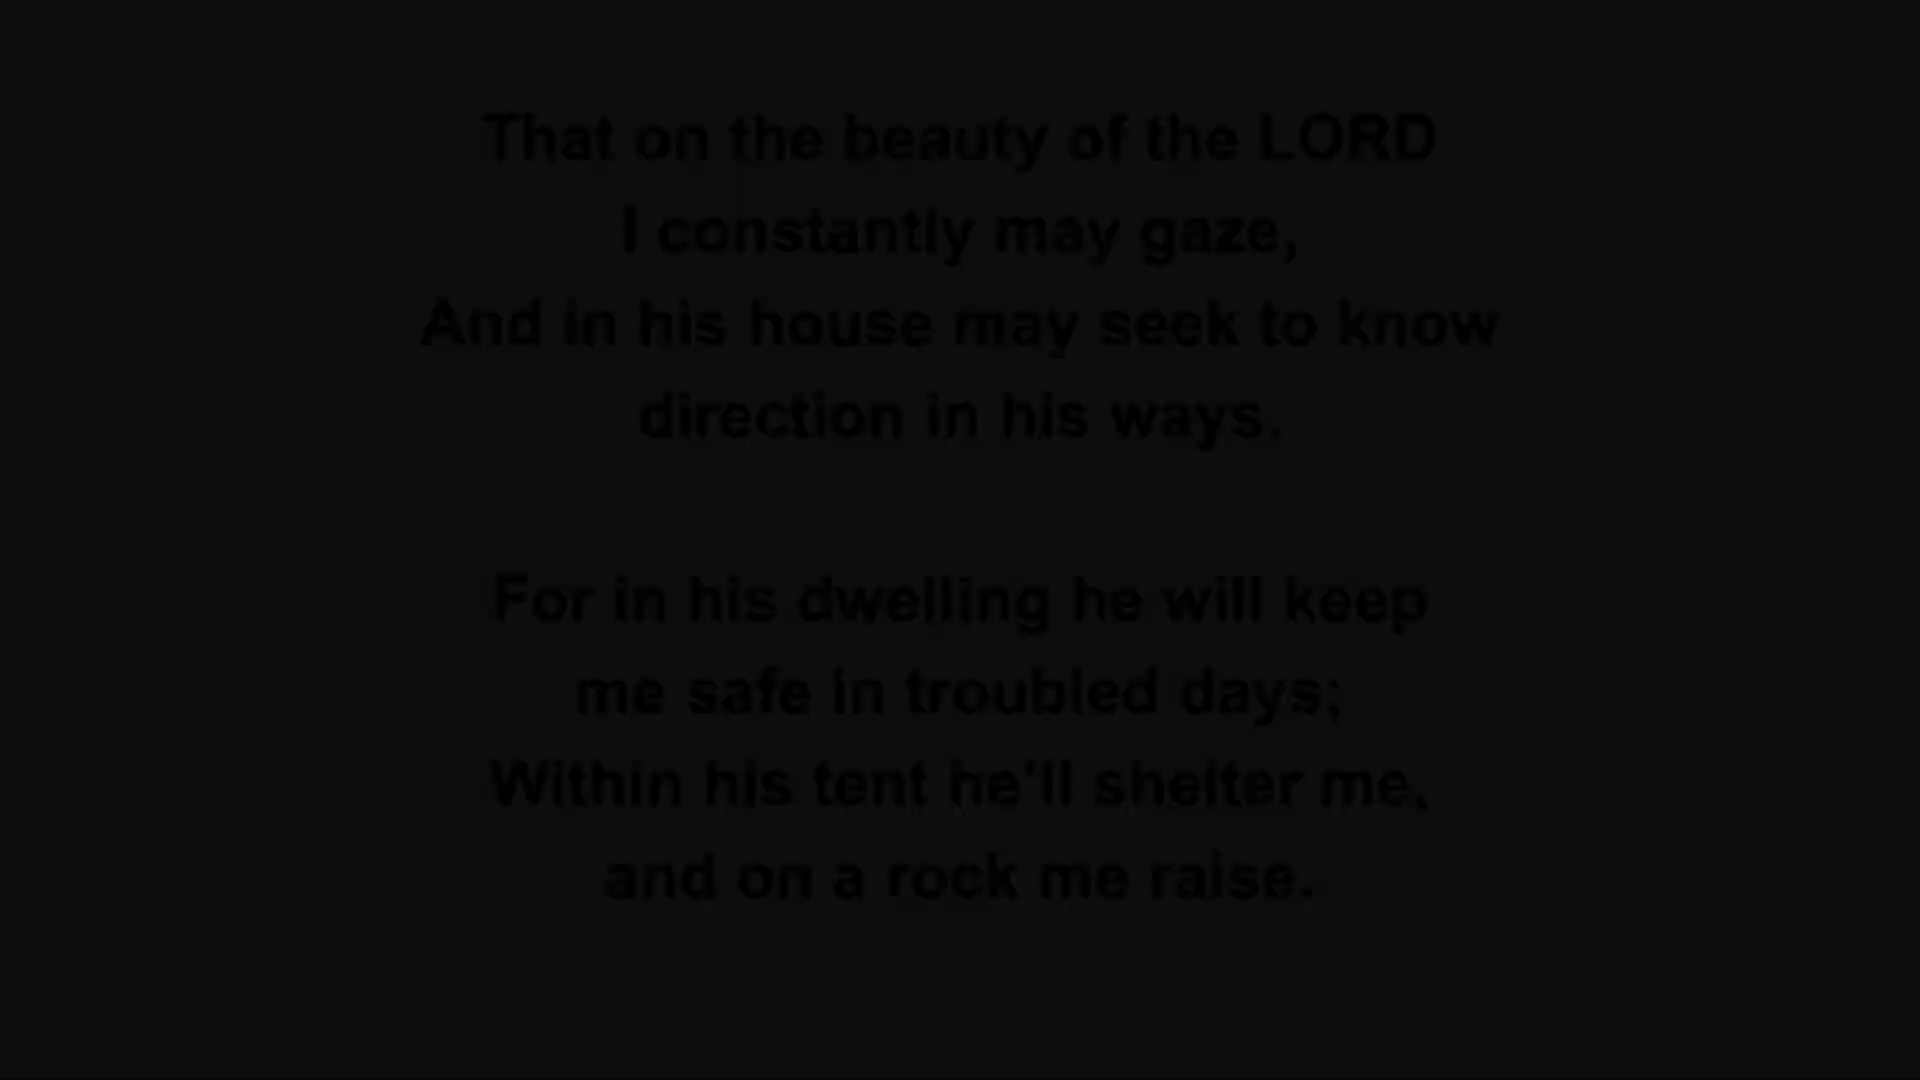 That on the beauty of the LORD
I constantly may gaze,
And in his house may seek to know
direction in his ways.
For in his dwelling he will keep
me safe in troubled days;
Within his tent he'll shelter me,
and on a rock me raise.